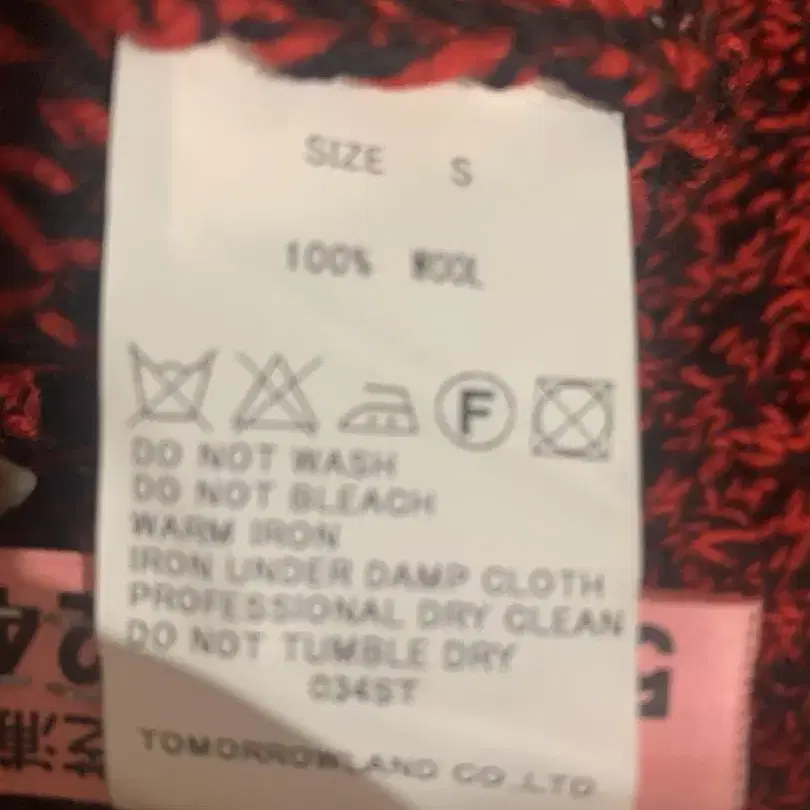 SIZE S
100% WOOL
F
DO NOT WASH
DO NOT BLEACH
WARM IRON
IRON UNDER DAMP CLOTH
PROFESSIONAL DRY CLEAN
DO NOT TUMBLE DRY
034ST
TOMORROWLAND CO.,LTD